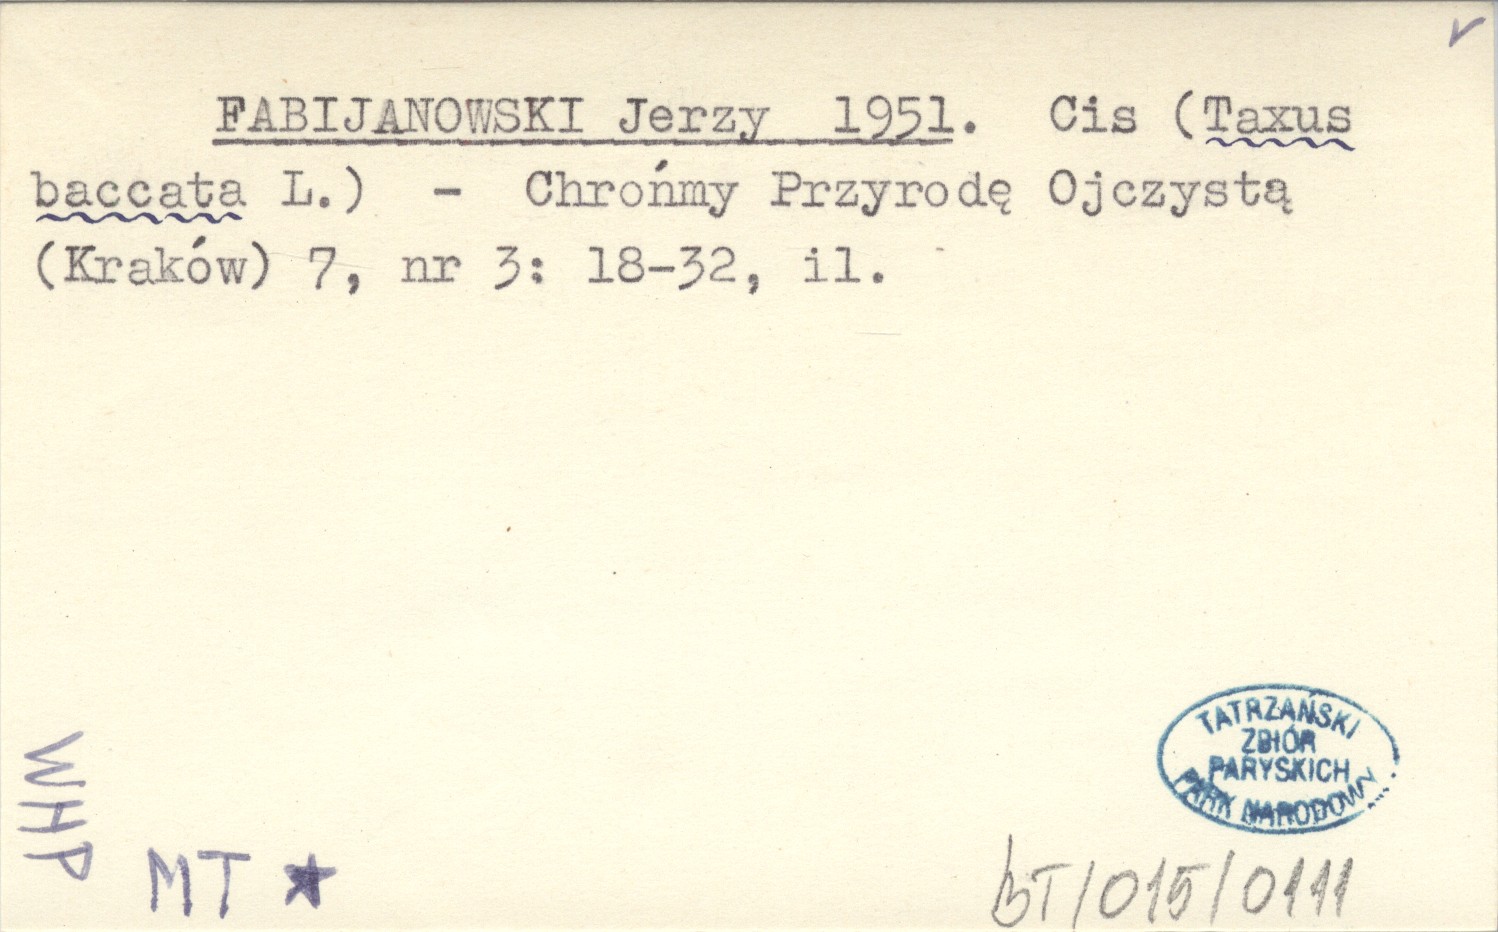 FABIJANOWSKI Jerzy 1951. Cis (Taxus
baccata L.) - Chrońmy Przyrodę Ojczystą
(Kraków) 7, nr 3: 18-32, il.
TATRZAŃSKI
ZBIÓR
PARYSKICH
PARK NARODOWY
WHP
MT ★
BT/015/0111